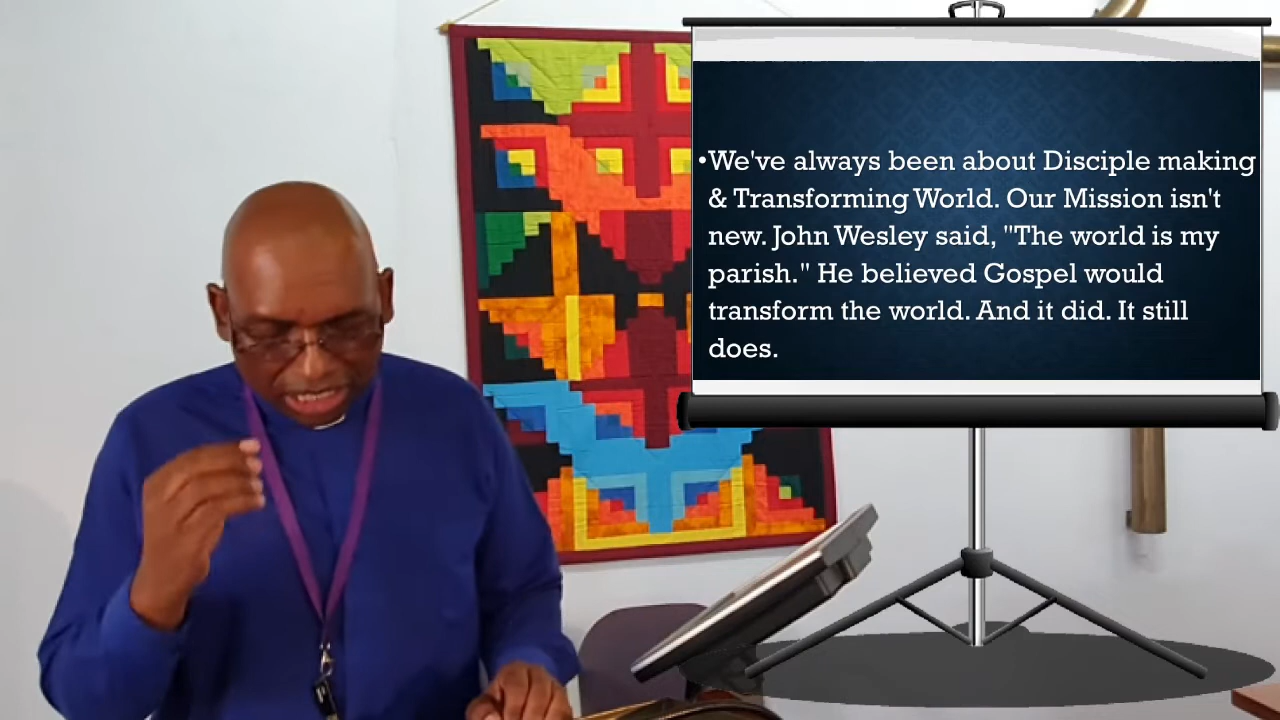 •We've always been about Disciple making
& Transforming World. Our Mission isn't
new. John Wesley said, "The world is my
parish." He believed Gospel would
transform the world. And it did. It still
does.